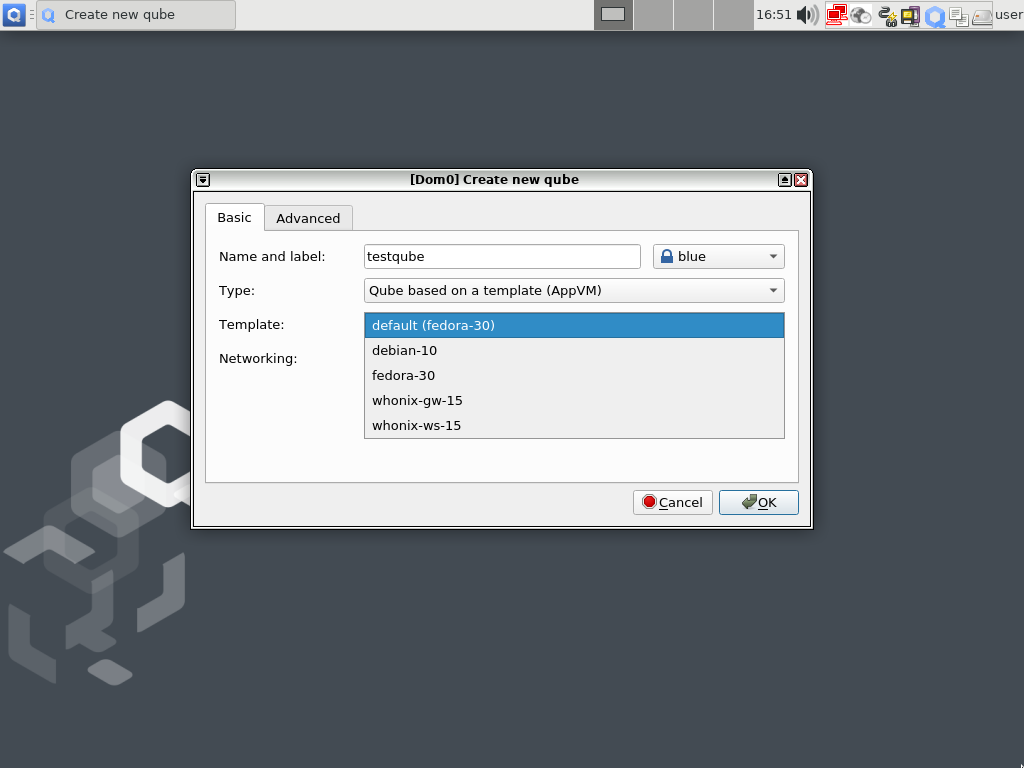 Create new qube
16:51
user
[Dom0] Create new qube
Basic
Advanced
Name and label:
testqube
blue
Type:
Qube based on a template (AppVM)
Template:
default (fedora-30)
debian-10
Networking:
fedora-30
whonix-gw-15
whonix-ws-15
Cancel
OK